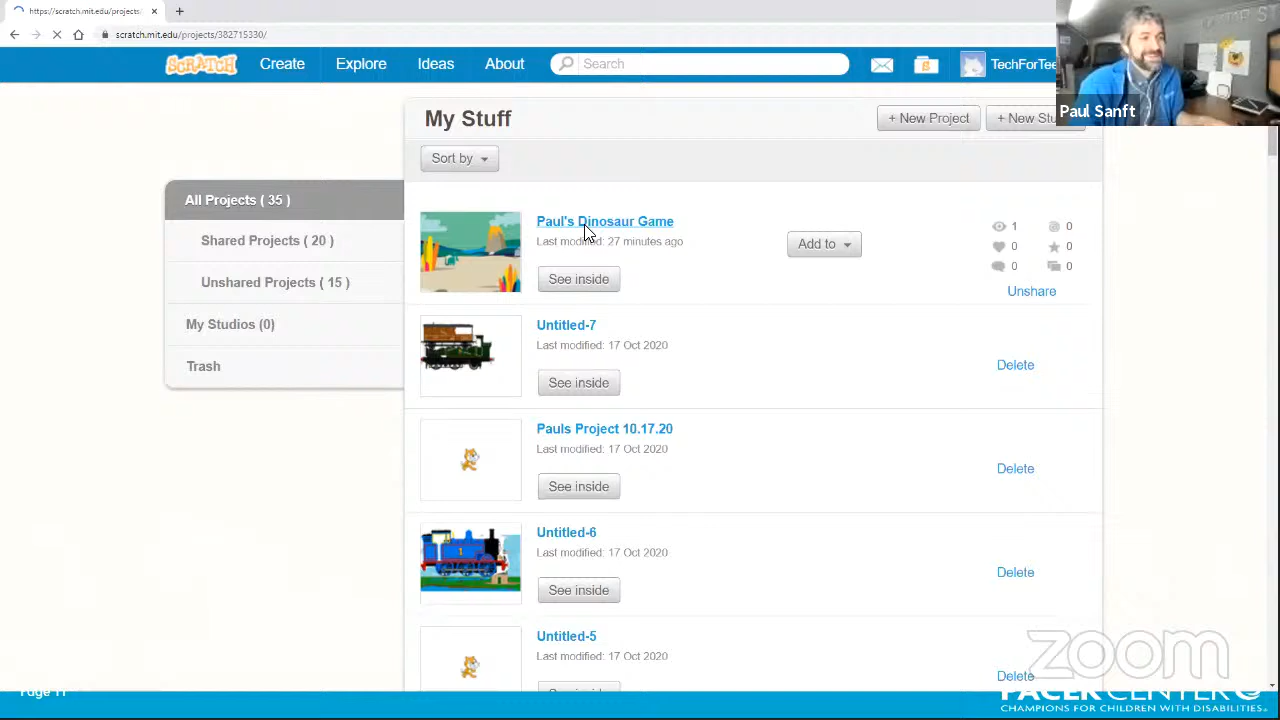 https://scratch.mit.edu/projects/
scratch.mit.edu/projects/382715330/
SCRATCH
Create
Explore
Ideas
About
Search
TechForTee
Paul Sanft
My Stuff
+ New Project
+ New Stu
Sort by
All Projects ( 35 )
Shared Projects ( 20 )
Unshared Projects ( 15 )
My Studios (0)
Trash
Paul's Dinosaur Game
Last modified: 27 minutes ago
See inside
Add to
1
0
0
0
0
0
Unshare
Untitled-7
Last modified: 17 Oct 2020
See inside
Delete
Pauls Project 10.17.20
Last modified: 17 Oct 2020
See inside
Delete
Untitled-6
Last modified: 17 Oct 2020
See inside
Delete
Untitled-5
Last modified: 17 Oct 2020
Delete
zoom
Page 11
PACER CENTER
CHAMPIONS FOR CHILDREN WITH DISABILITIES.